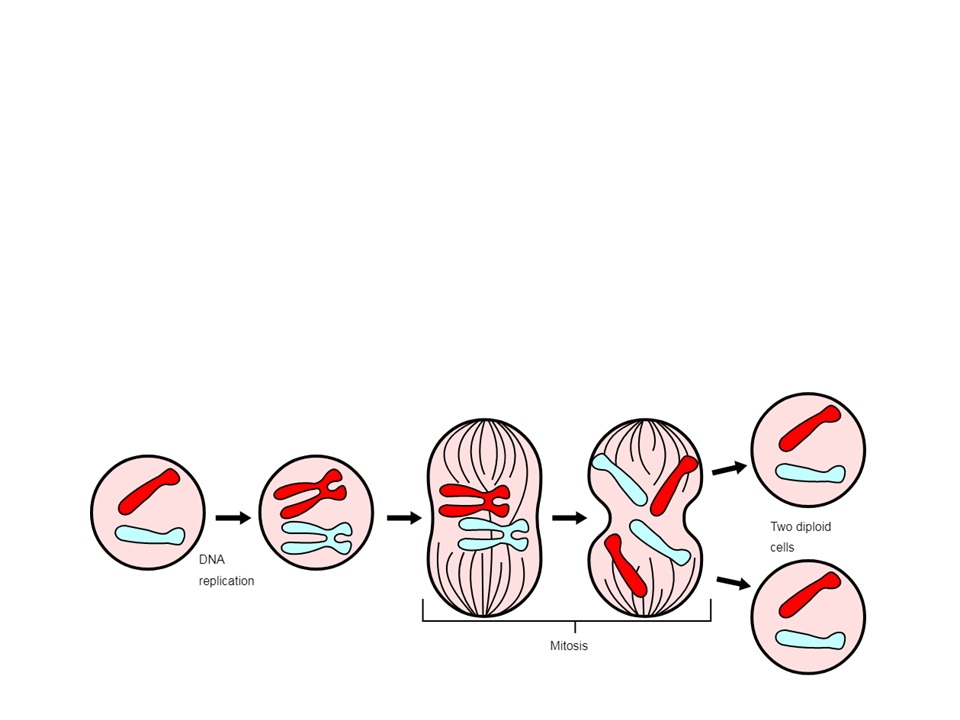 DNA
replication
Mitosis
Two diploid
cells